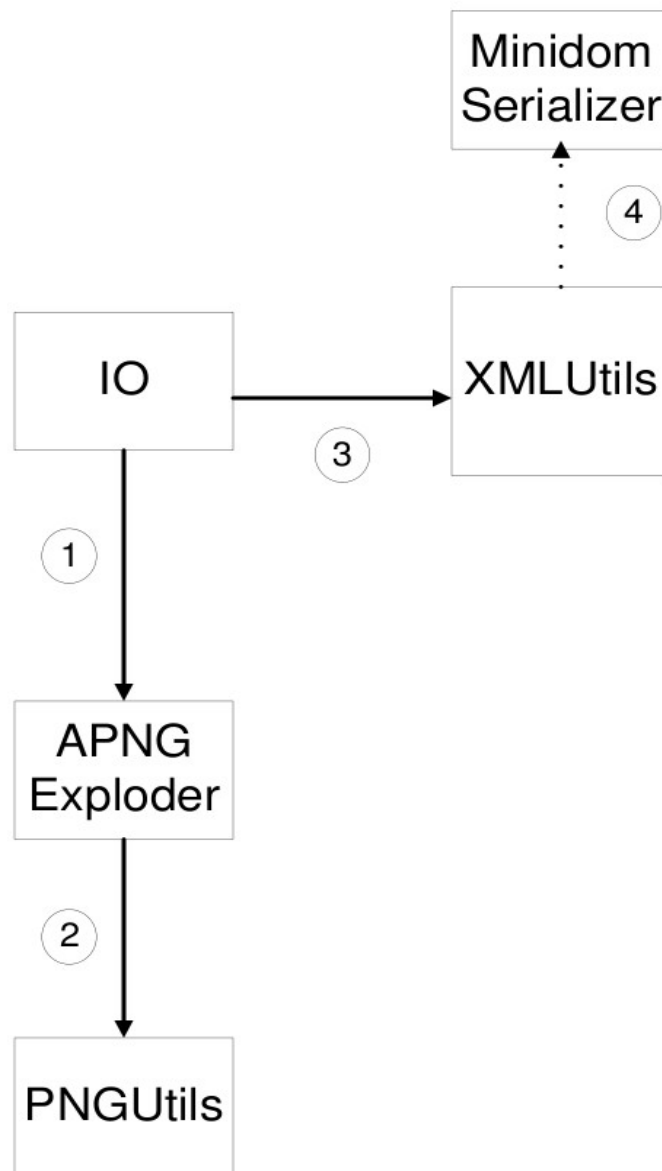 Minidom
Serializer
4
IO
XMLUtils
3
1
APNG
Exploder
2
PNGUtils